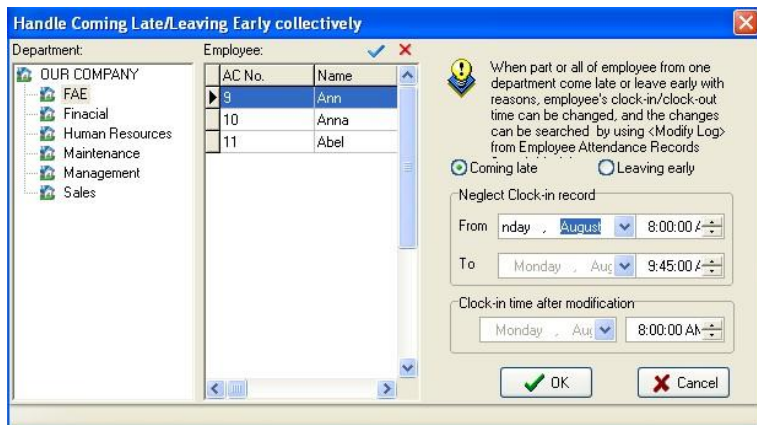 Handle Coming Late/Leaving Early collectively
Department:
OUR COMPANY
FAE
Finacial
Human Resources
Maintenance
Management
Sales
Employee:
AC No. Name
9 Ann
10 Anna
11 Abel
When part or all of employee from one
department come late or leave early with
reasons, employee's clock-in/clock-out
time can be changed, and the changes
can be searched by using <Modify Log>
from Employee Attendance Records
Coming late Leaving early
Neglect Clock-in record
From nday , August 8:00:00 A
To Monday , Aug 9:45:00 A
Clock-in time after modification
Monday , Aug 8:00:00 AM
OK Cancel